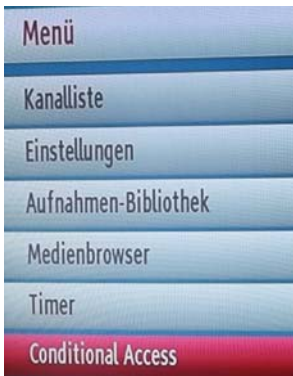 Menü
Kanalliste
Einstellungen
Aufnahmen-Bibliothek
Medienbrowser
Timer
Conditional Access